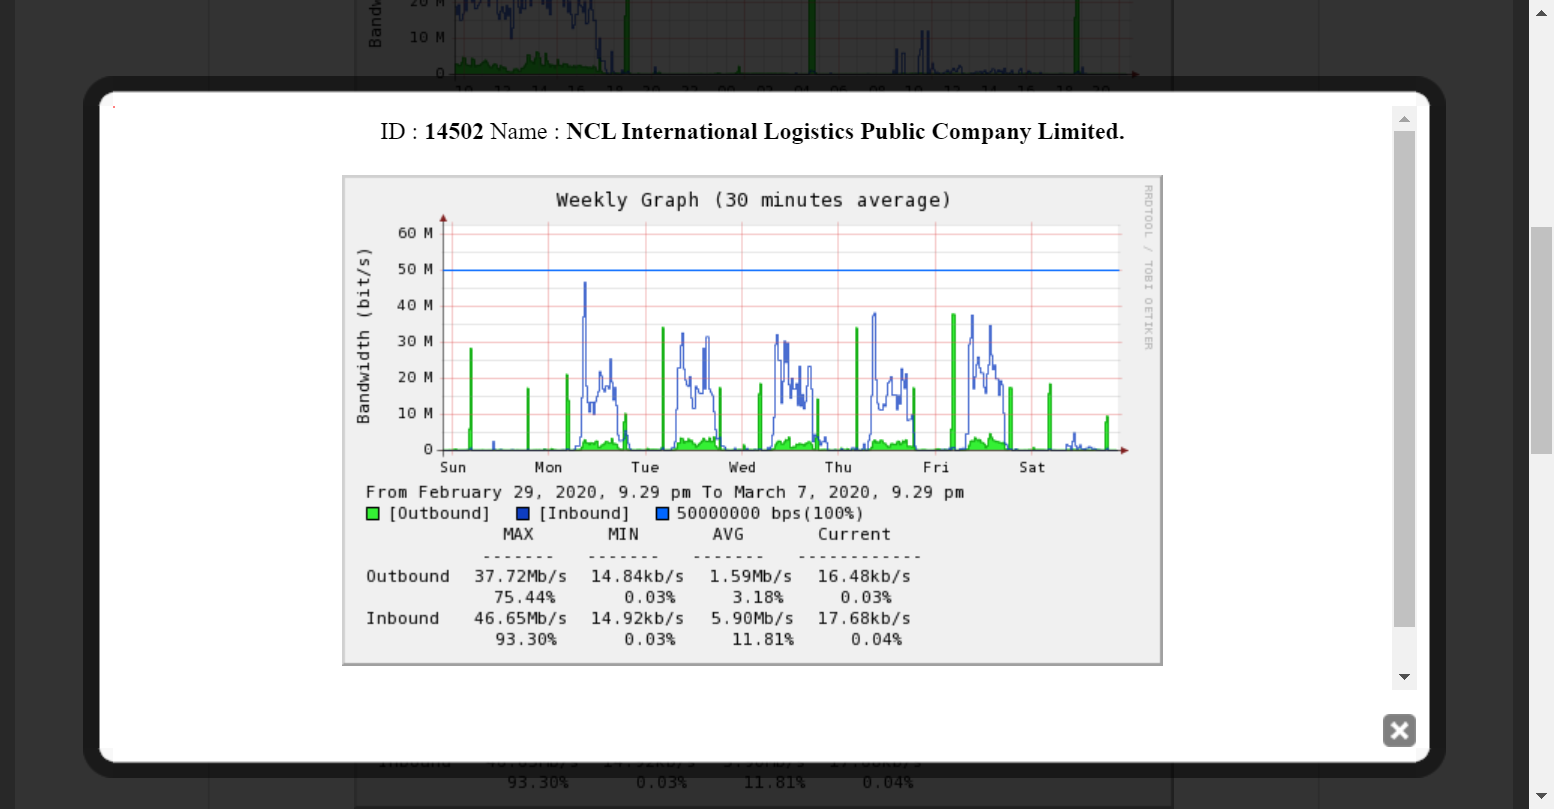 20 M
10 M
0
ID : 14502 Name : NCL International Logistics Public Company Limited.
Weekly Graph (30 minutes average)
RRDTOOL / TOBI OETIKER
Bandwidth (bit/s)
60 M
50 M
40 M
30 M
20 M
10 M
0
Sun Mon Tue Wed Thu Fri Sat
From February 29, 2020, 9.29 pm To March 7, 2020, 9.29 pm
[Outbound] [Inbound] 50000000 bps(100%)
MAX MIN AVG Current
------- ------- ------- ------------
Outbound 37.72Mb/s 14.84kb/s 1.59Mb/s 16.48kb/s
75.44% 0.03% 3.18% 0.03%
Inbound 46.65Mb/s 14.92kb/s 5.90Mb/s 17.68kb/s
93.30% 0.03% 11.81% 0.04%
93.30% 0.03% 11.81% 0.04%